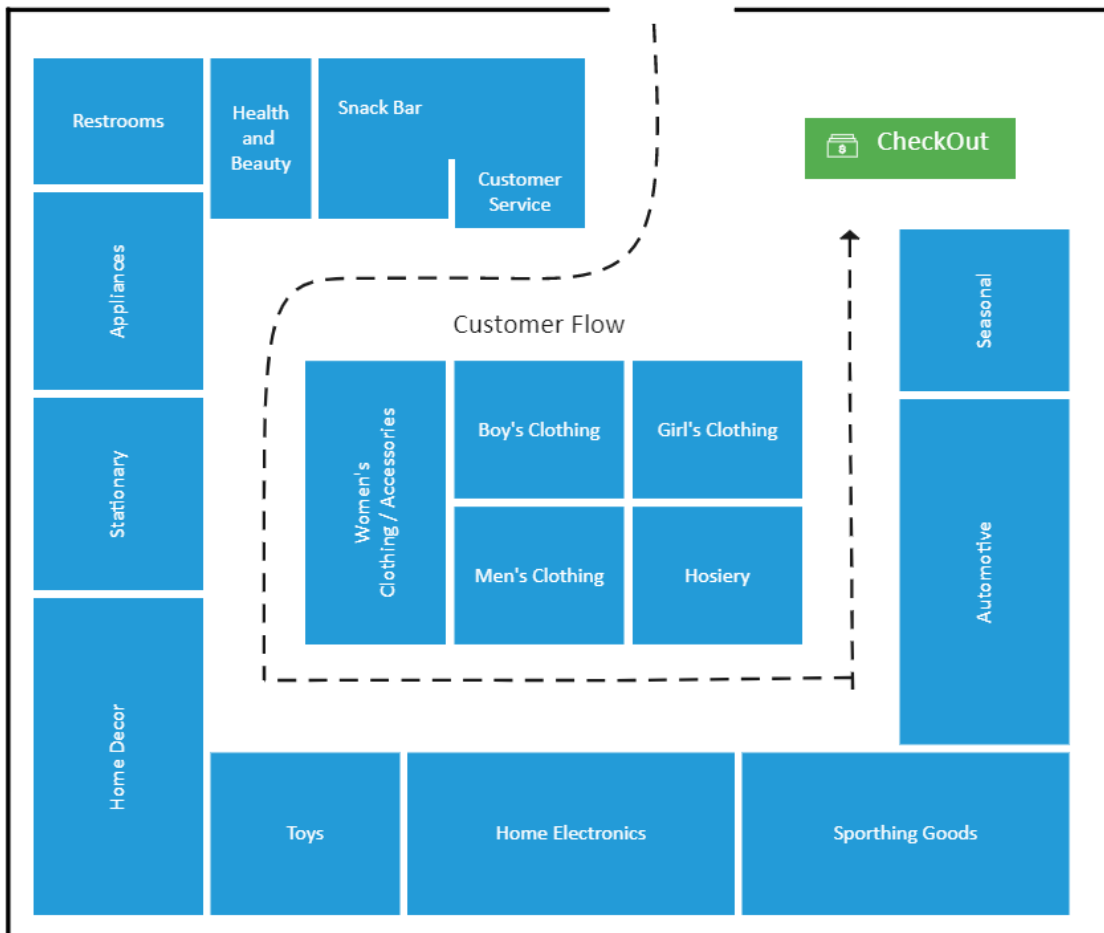 Restrooms
Health
and
Beauty
Snack Bar
Customer
Service
$
CheckOut
Appliances
Seasonal
Customer Flow
Stationary
Women's
Clothing / Accessories
Boy's Clothing
Girl's Clothing
Men's Clothing
Hosiery
Automotive
Home Decor
Toys
Home Electronics
Sporthing Goods